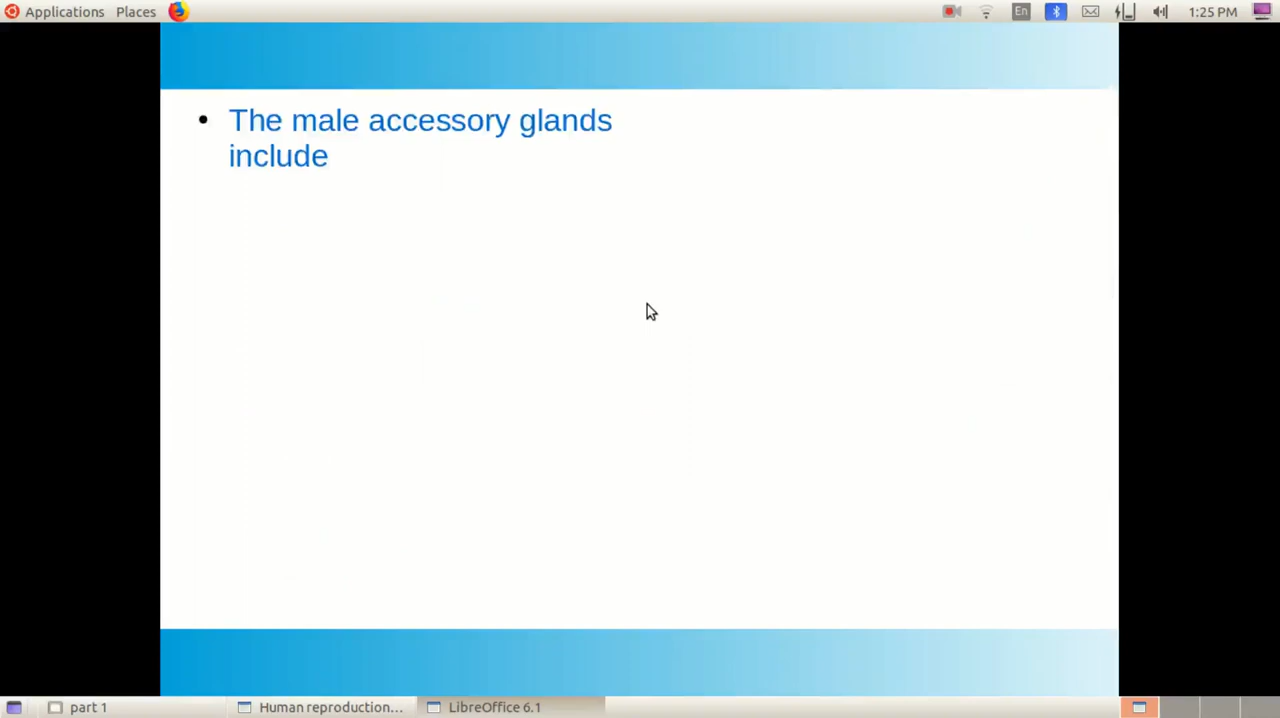 Applications Places
En
1:25 PM
• The male accessory glands
include
part 1
Human reproduction...
LibreOffice 6.1